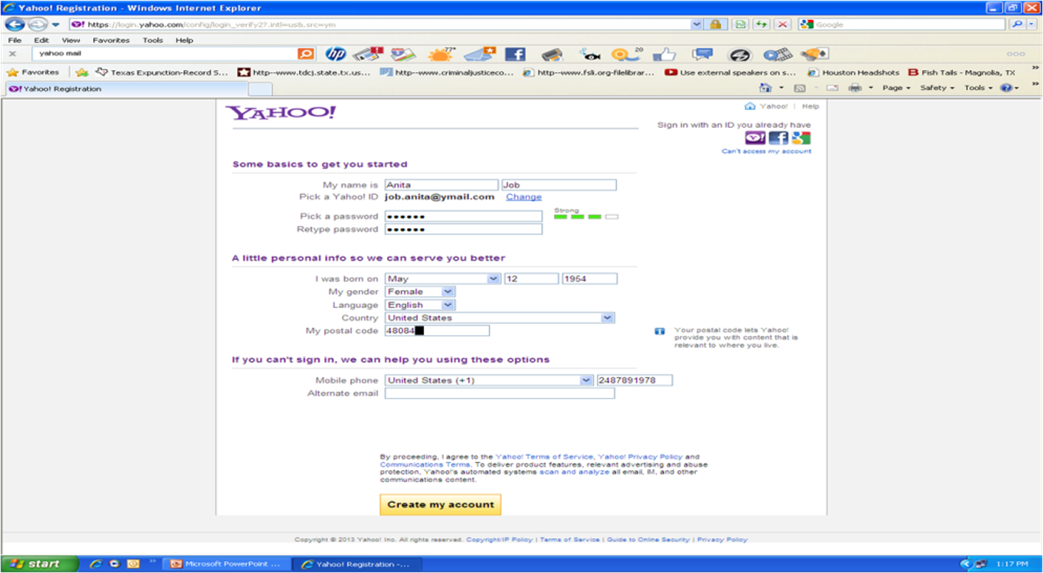 Yahoo! Registration - Windows Internet Explorer
https://login.yahoo.com/config/login_verify2?.intl=us&.src=ym
Google
File Edit View Favorites Tools Help
yahoo mail
77°
20
Favorites Texas Expunction-Record S... http--www.tdcj.state.tx.us... http--www.criminaljusticeco... http--www.fsli.org-filelibrar... Use external speakers on s... Houston Headshots Fish Tails - Magnolia, TX
Yahoo! Registration
Page Safety Tools
YAHOO!
Yahoo! | Help
Sign in with an ID you already have
Can't access my account
Some basics to get you started
My name is Anita Job
Pick a Yahoo! ID job.anita@ymail.com Change
Pick a password ●●●●●● Strong
Retype password ●●●●●●
A little personal info so we can serve you better
I was born on May 12 1954
My gender Female
Language English
Country United States
My postal code 48084
Your postal code lets Yahoo!
provide you with content that is
relevant to where you live.
If you can't sign in, we can help you using these options
Mobile phone United States (+1) 2487891978
Alternate email
By proceeding, I agree to the Yahoo! Terms of Service, Yahoo! Privacy Policy and
Communications Terms. To deliver product features, relevant advertising and abuse
protection, Yahoo!'s automated systems scan and analyze all email, IM, and other
communications content.
Create my account
Copyright © 2013 Yahoo! Inc. All rights reserved. Copyright/IP Policy | Terms of Service | Guide to Online Security | Privacy Policy
start Microsoft PowerPoint ... Yahoo! Registration -... 1:17 PM